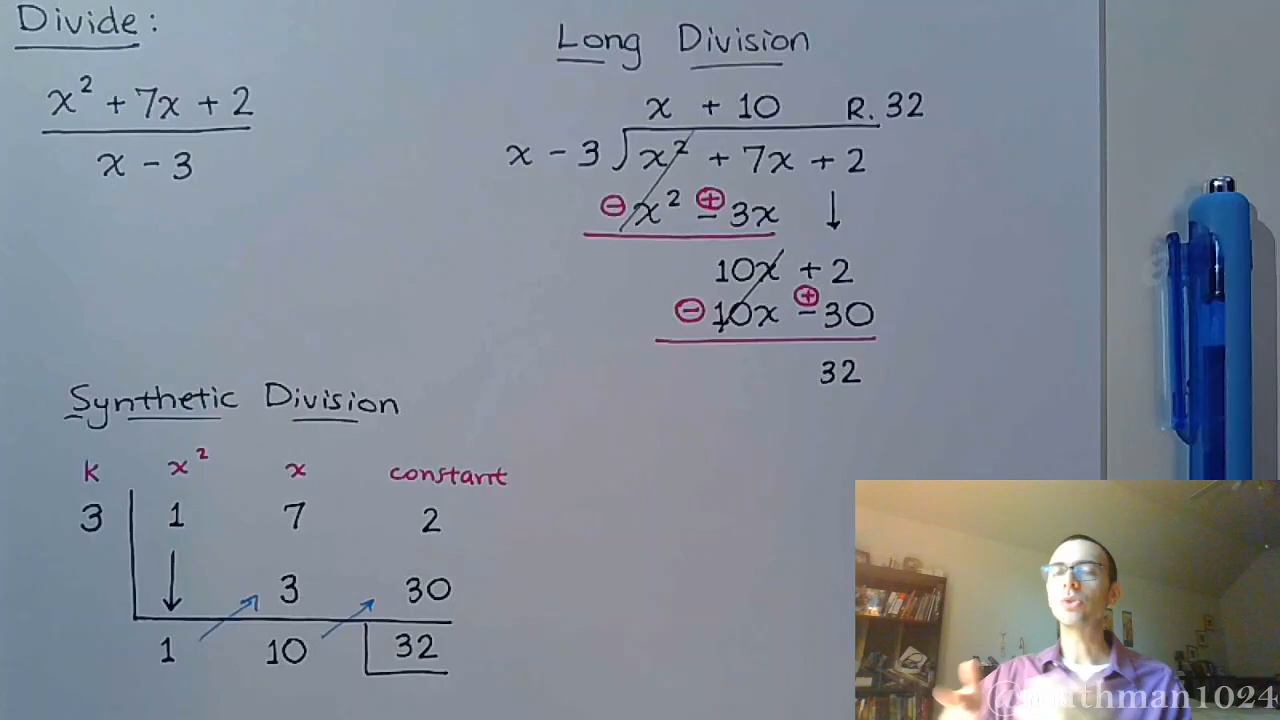 Divide:
x² + 7x + 2
x - 3
Long Division
x + 10 R. 32
x - 3 x² + 7x + 2
⊖ x² ⊕ - 3x ↓
10x + 2
⊖ 10x ⊕ - 30
32
Synthetic Division
k x² x constant
3 1 7 2
↓ 3 30
1 10 32
@mathman1024